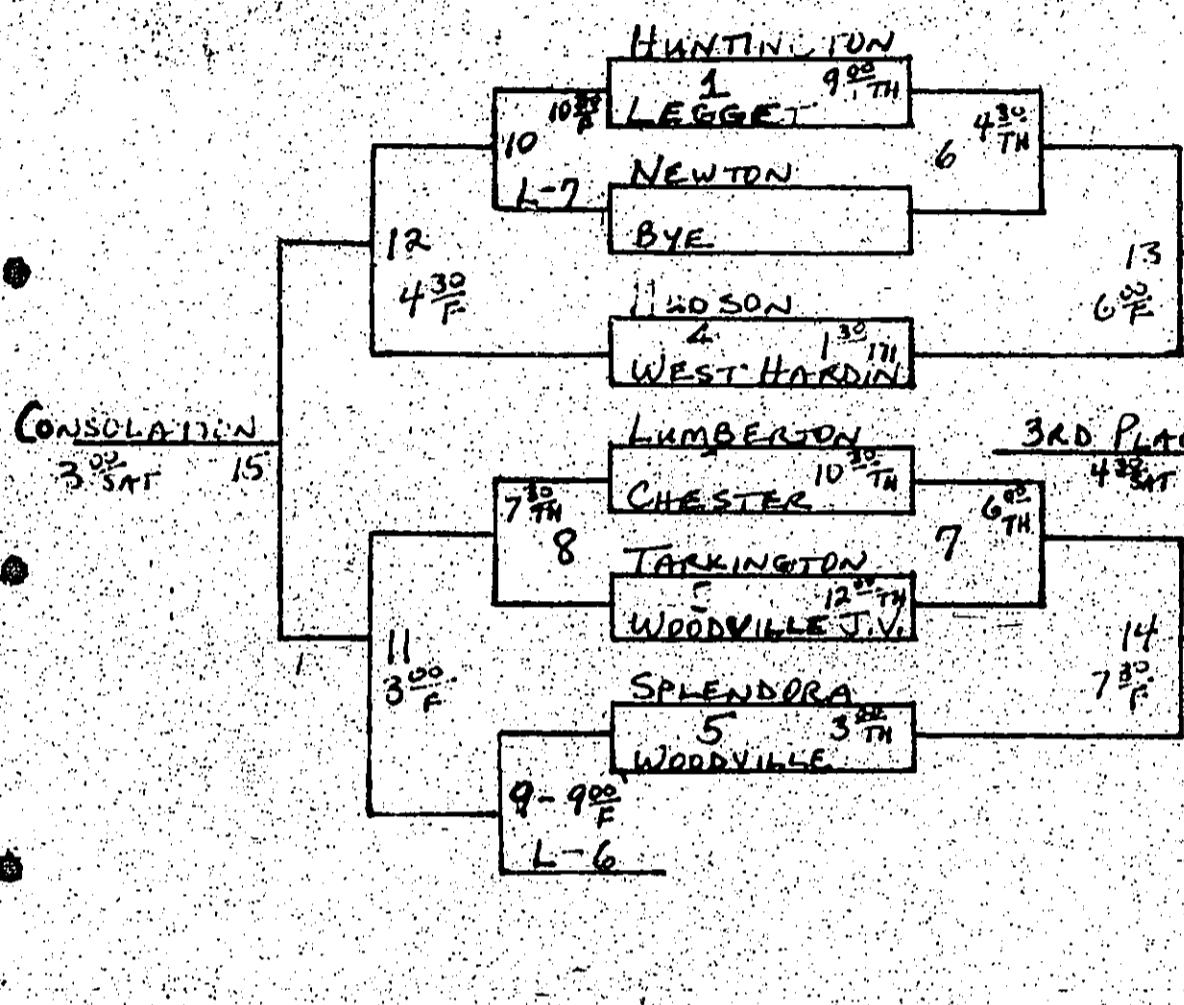 HUNTINGTON
1 9 00 TH
LEGGET
10 F
10
L-7
NEWTON
BYE
6 4 30 TH
12
4 30 F
HUDSON
4 1 30 TH
WEST HARDIN
13
6 00 F
CONSOLATION
3 00 SAT 15
LUMBERTON
10 30 TH
CHESTER
7 30 TH
8
TARKINGTON
12 00 TH
WOODVILLE J.V.
6 00 TH
7
3RD PLAC
4 30 SAT
11
3 00 F
SPLENDORA
5 3 00 TH
WOODVILLE
14
7 30 F
9-9 00 F
L-6